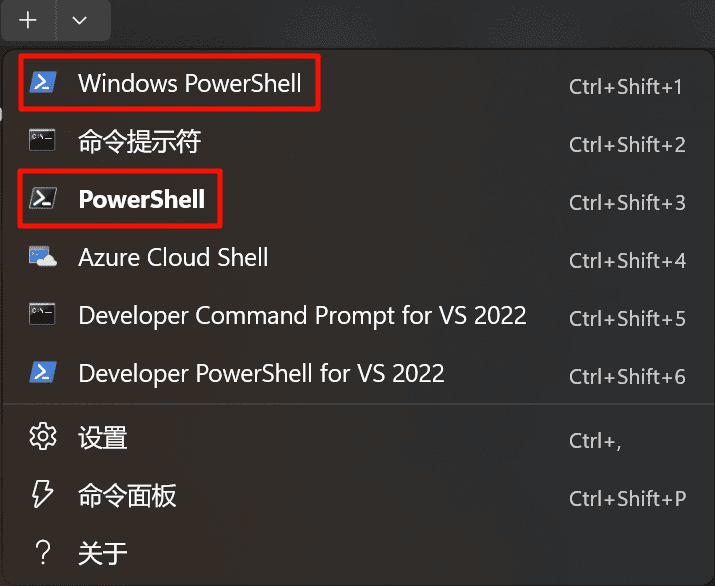 Windows PowerShell Ctrl+Shift+1
命令提示符 Ctrl+Shift+2
PowerShell Ctrl+Shift+3
Azure Cloud Shell Ctrl+Shift+4
Developer Command Prompt for VS 2022 Ctrl+Shift+5
Developer PowerShell for VS 2022 Ctrl+Shift+6
设置 Ctrl+,
命令面板 Ctrl+Shift+P
关于